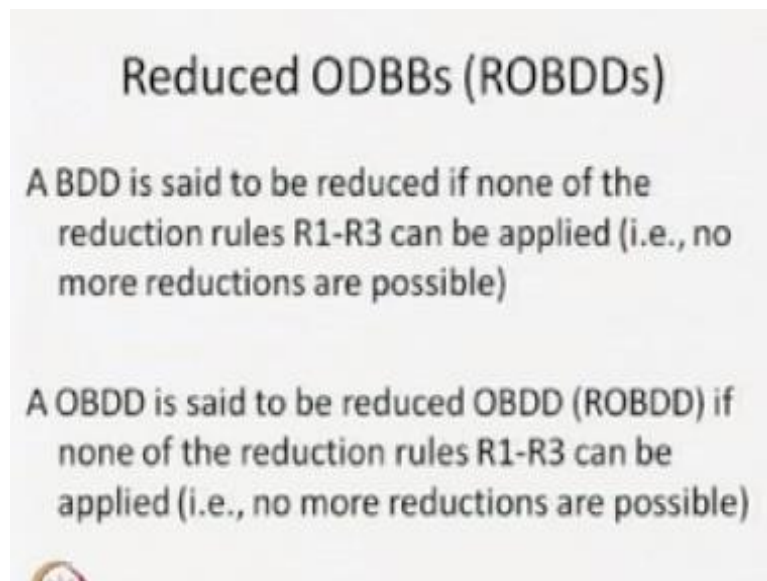 Reduced ODBBs (ROBDDs)
A BDD is said to be reduced if none of the
reduction rules R1-R3 can be applied (i.e., no
more reductions are possible)
A OBDD is said to be reduced OBDD (ROBDD) if
none of the reduction rules R1-R3 can be
applied (i.e., no more reductions are possible)